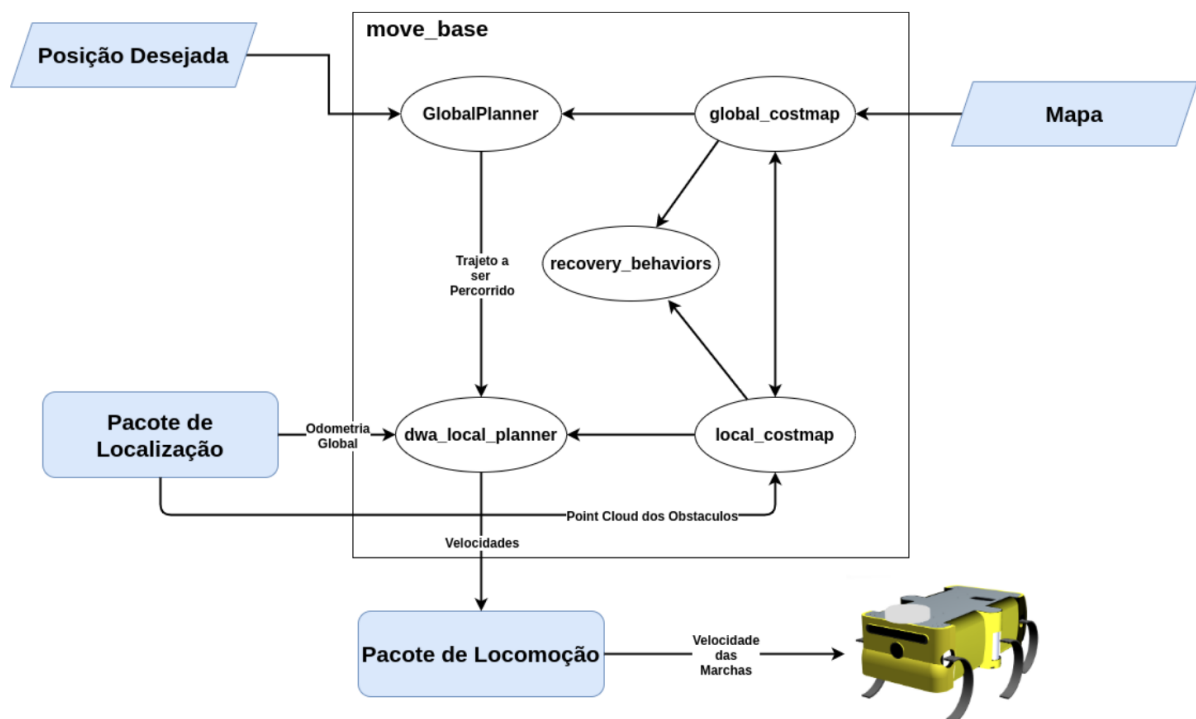 move_base
Posição Desejada
GlobalPlanner
global_costmap
Mapa
Trajeto a
ser
Percorrido
recovery_behaviors
Pacote de
Localização
Odometria
Global
dwa_local_planner
local_costmap
Point Cloud dos Obstaculos
Velocidades
Pacote de Locomoção
Velocidade
das
Marchas